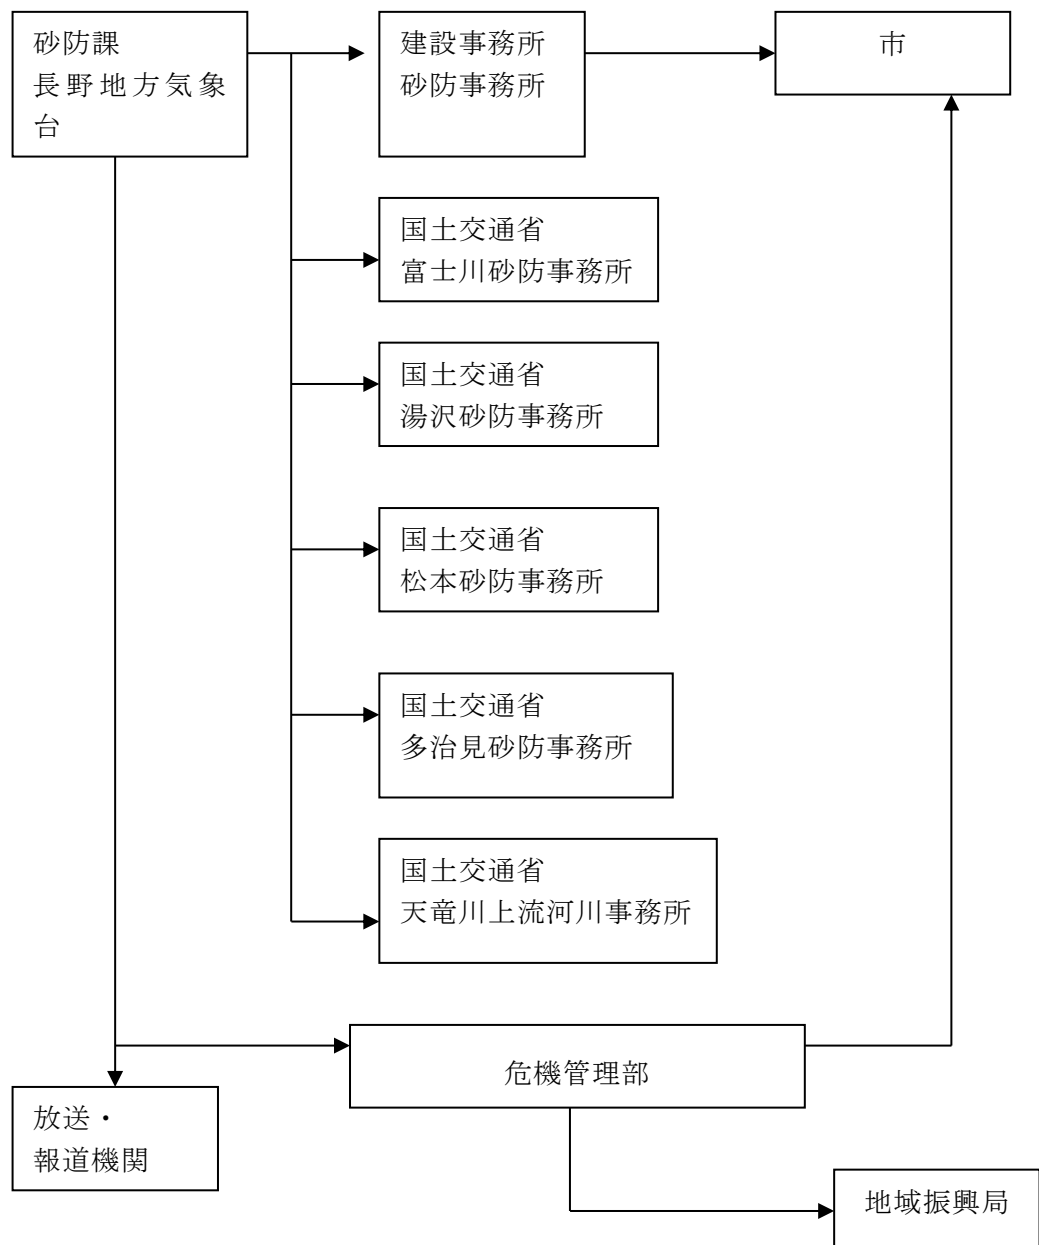 砂防課
長野地方気象
台
建設事務所
砂防事務所
市
国土交通省
富士川砂防事務所
国土交通省
湯沢砂防事務所
国土交通省
松本砂防事務所
国土交通省
多治見砂防事務所
国土交通省
天竜川上流河川事務所
危機管理部
放送・
報道機関
地域振興局